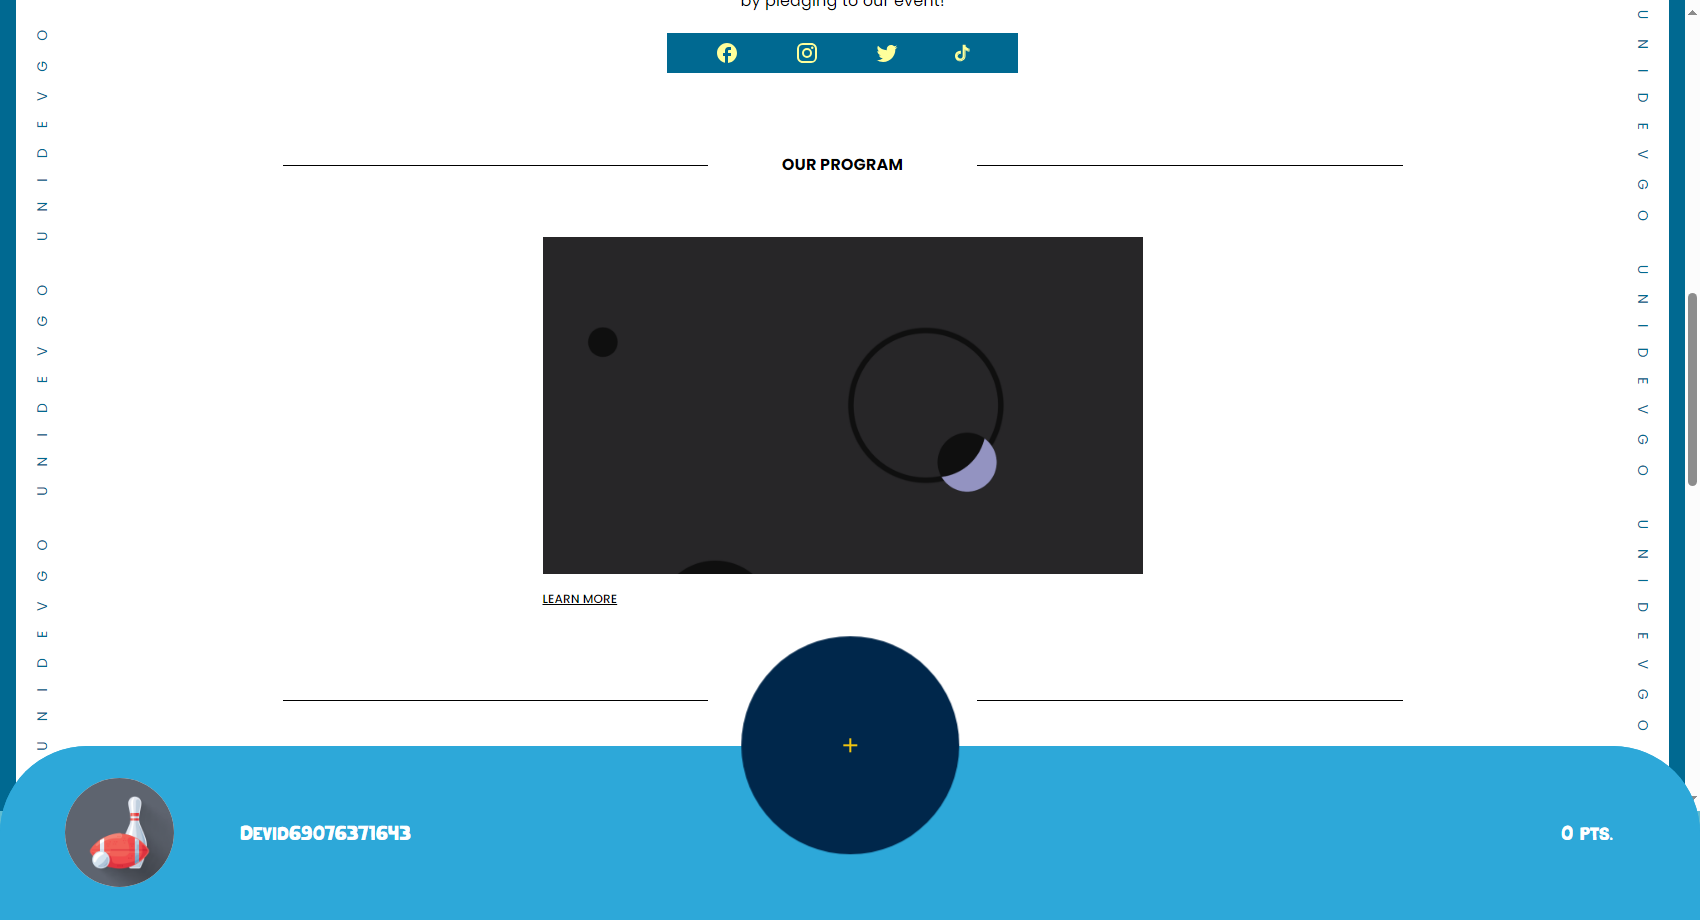 by pledging to our event!
OUR PROGRAM
LEARN MORE
+
UNIDEVGO UNIDEVGO UNIDEVGO
UNIDEVGO UNIDEVGO UNIDEVGO
Devid69076371643
0 pts.